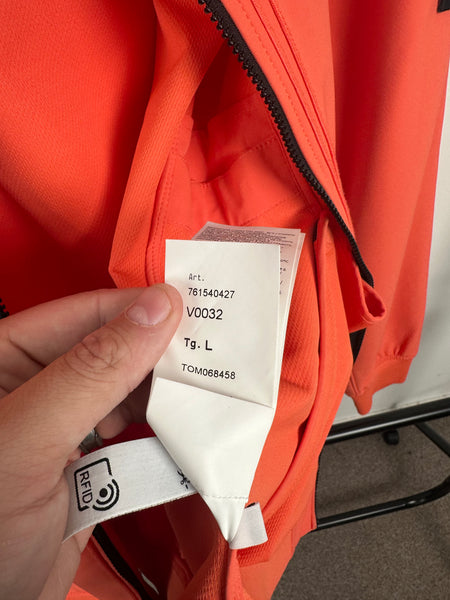 Art.
761540427
V0032
Tg. L
TOM068458
RFID